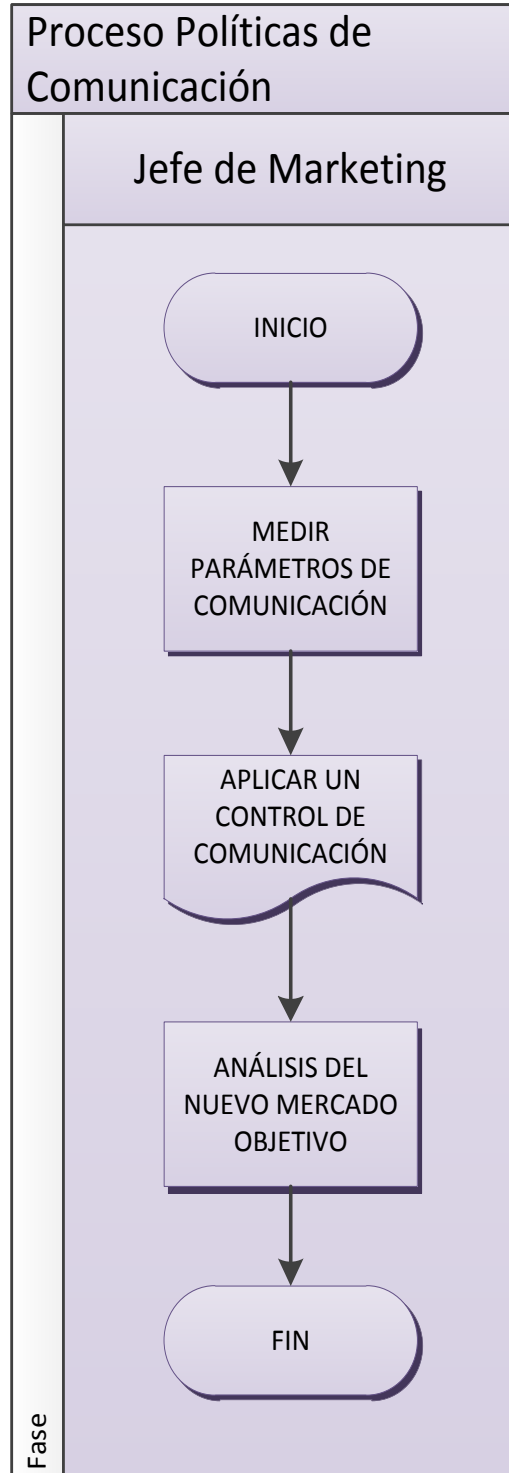 Proceso Políticas de
Comunicación
Jefe de Marketing
INICIO
MEDIR
PARÁMETROS DE
COMUNICACIÓN
APLICAR UN
CONTROL DE
COMUNICACIÓN
ANÁLISIS DEL
NUEVO MERCADO
OBJETIVO
FIN
Fase